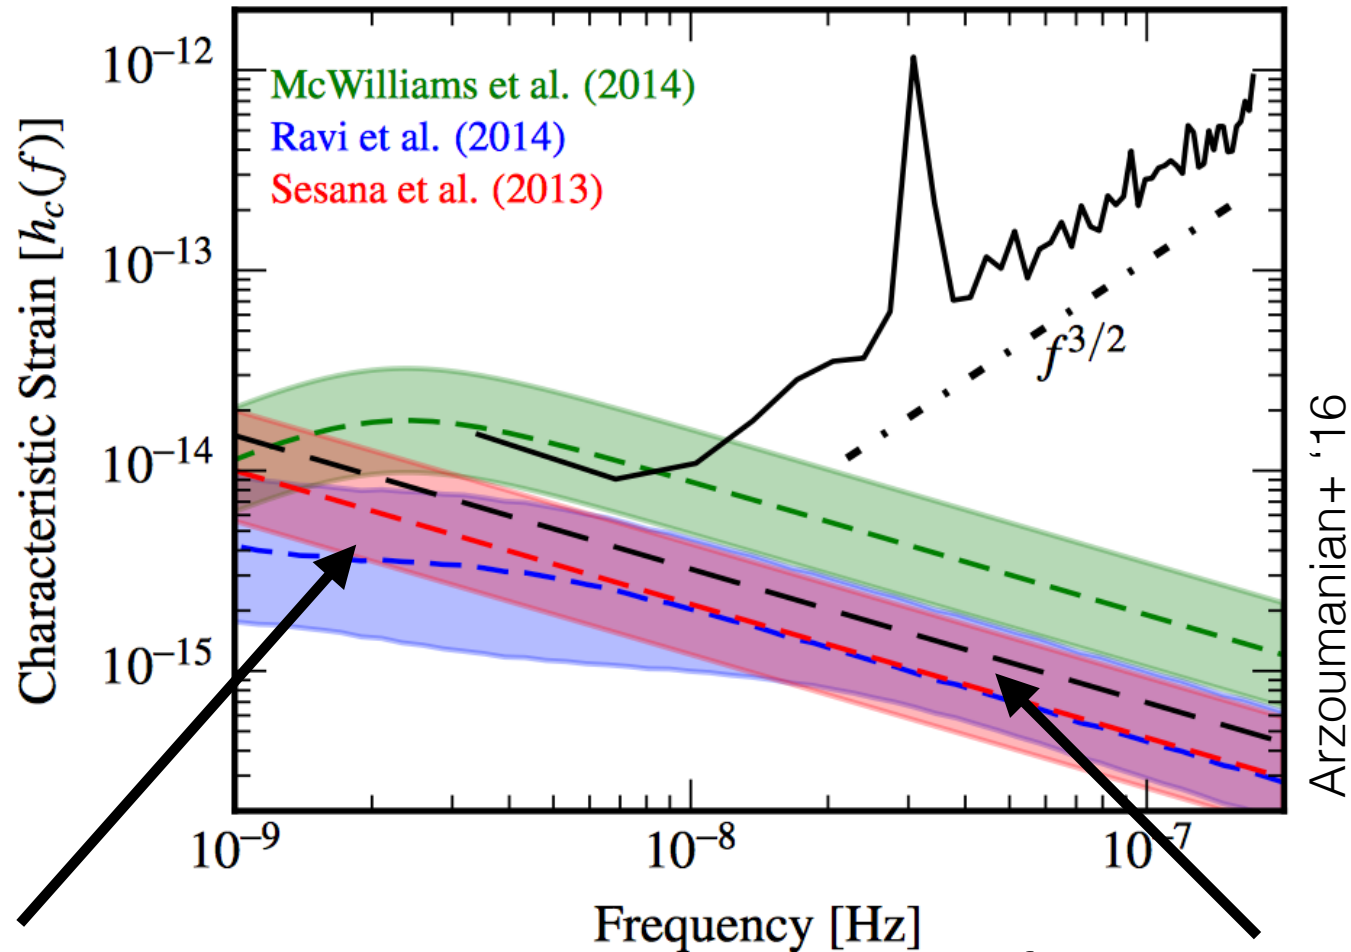 10⁻¹²
10⁻¹³
10⁻¹⁴
10⁻¹⁵
Characteristic Strain [h_c(f)]
McWilliams et al. (2014)
Ravi et al. (2014)
Sesana et al. (2013)
f^{3/2}
Arzoumanian+ ‘16
10⁻⁹
10⁻⁸
10⁻⁷
Frequency [Hz]